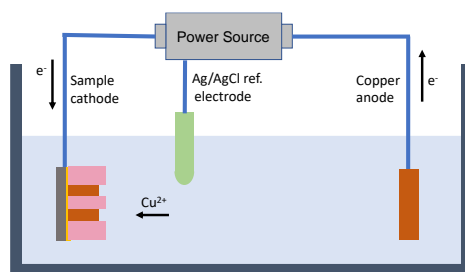 Power Source
e-
Sample
cathode
Ag/AgCl ref.
electrode
Copper
anode
e-
Cu2+